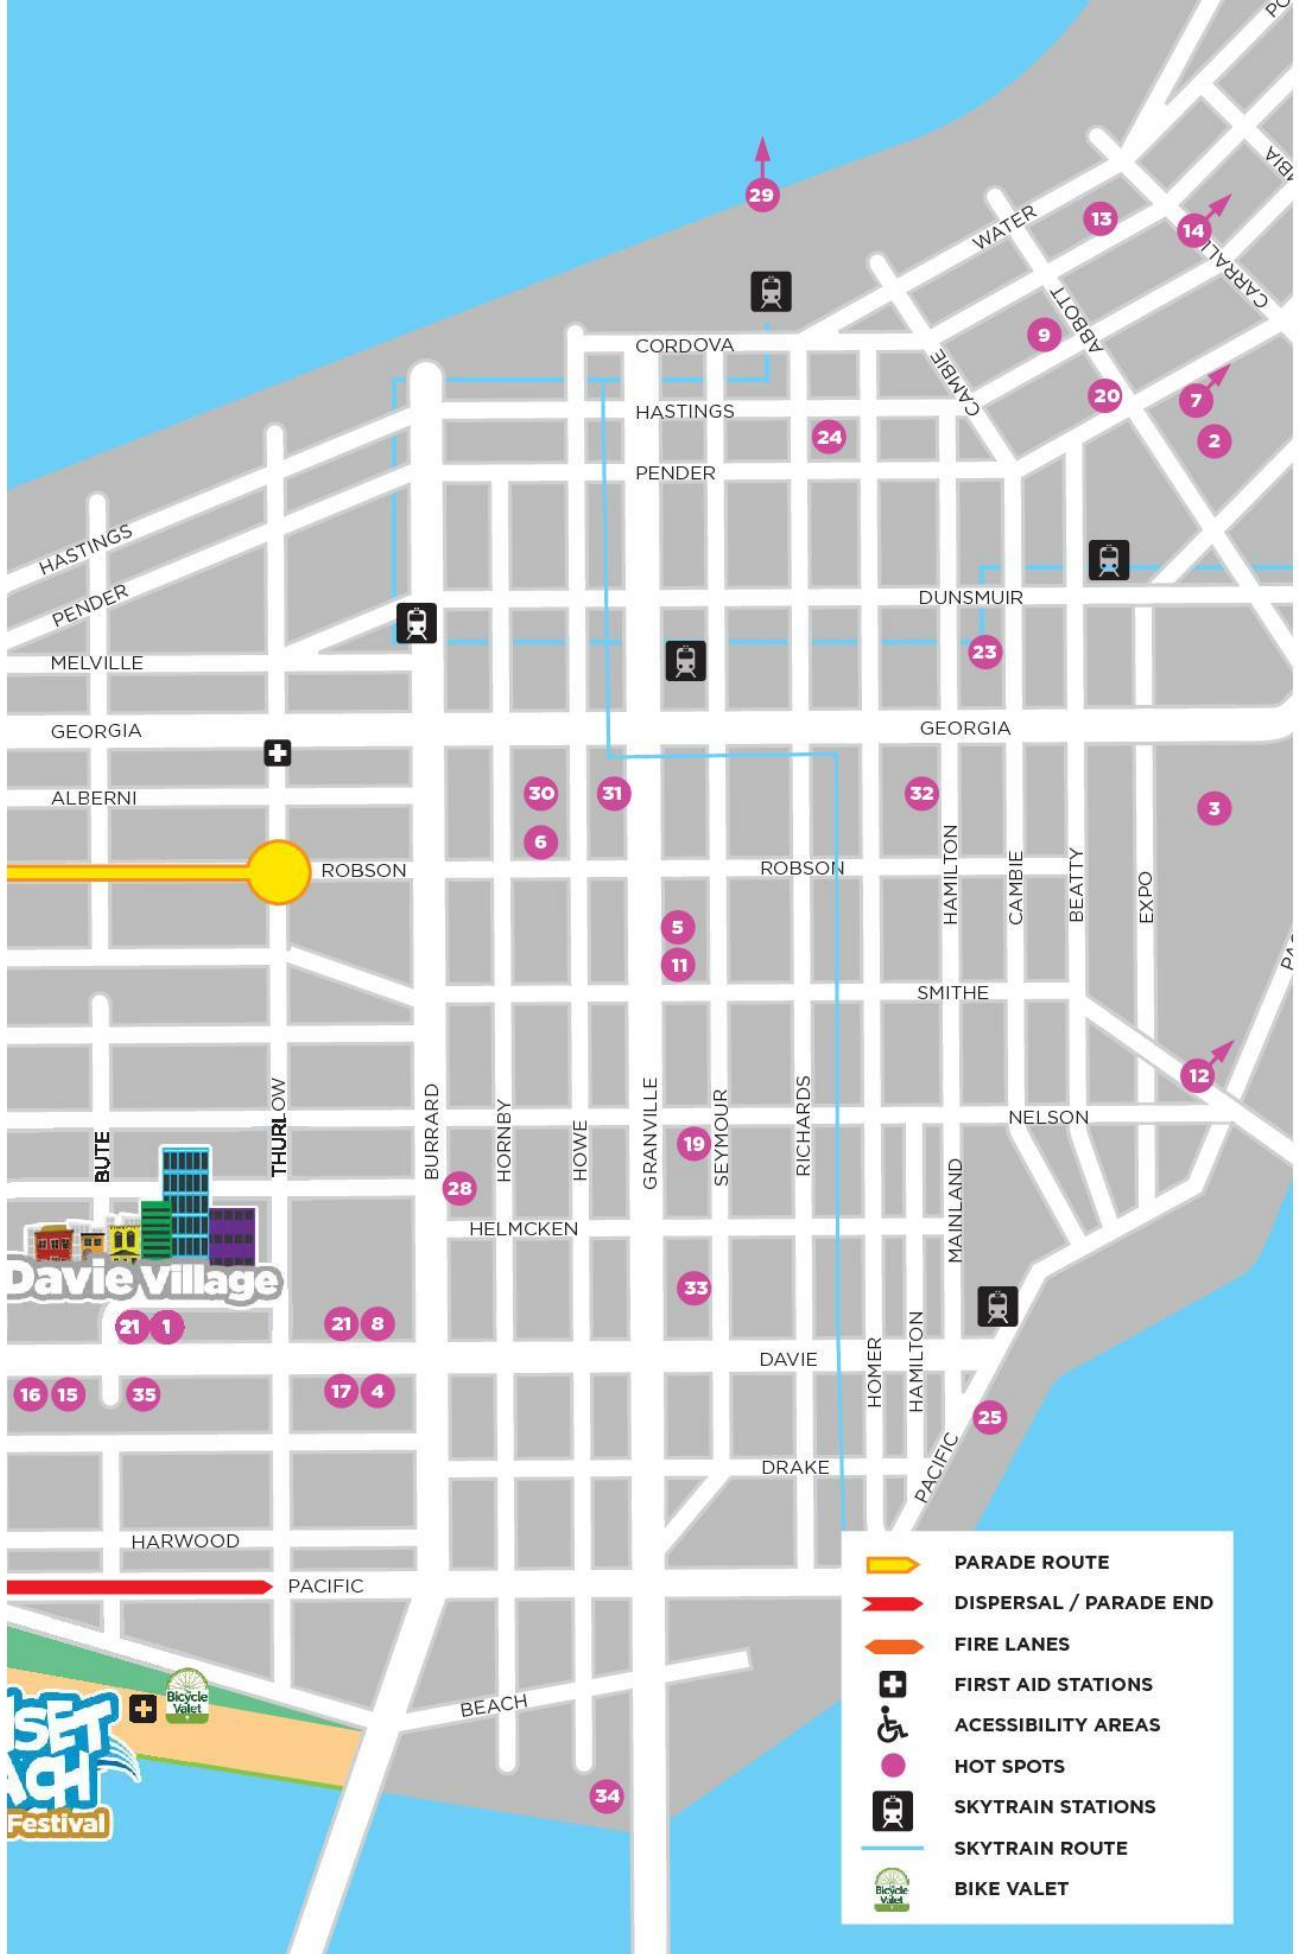 29
13
14
WATER
CARRALL
ABBOTT
9
CORDOVA
CAMBIE
20
7
2
HASTINGS
24
PENDER
HASTINGS
PENDER
DUNSMUIR
MELVILLE
23
GEORGIA
GEORGIA
ALBERNI
30
31
32
3
6
ROBSON
ROBSON
HAMILTON
CAMBIE
BEATTY
EXPO
5
11
SMITHE
12
THURLOW
BUTE
BURRARD
HORNBY
HOWE
GRANVILLE
SEYMOUR
RICHARDS
NELSON
19
28
MAINLAND
HELMCKEN
Davie Village
33
21 1
21 8
DAVIE
HOMER
HAMILTON
16 15
35
17 4
25
PACIFIC
DRAKE
HARWOOD
PACIFIC
Bicycle
Valet
BEACH
Festival
34
PARADE ROUTE
DISPERSAL / PARADE END
FIRE LANES
FIRST AID STATIONS
ACESSIBILITY AREAS
HOT SPOTS
SKYTRAIN STATIONS
SKYTRAIN ROUTE
Bicycle
Valet
BIKE VALET